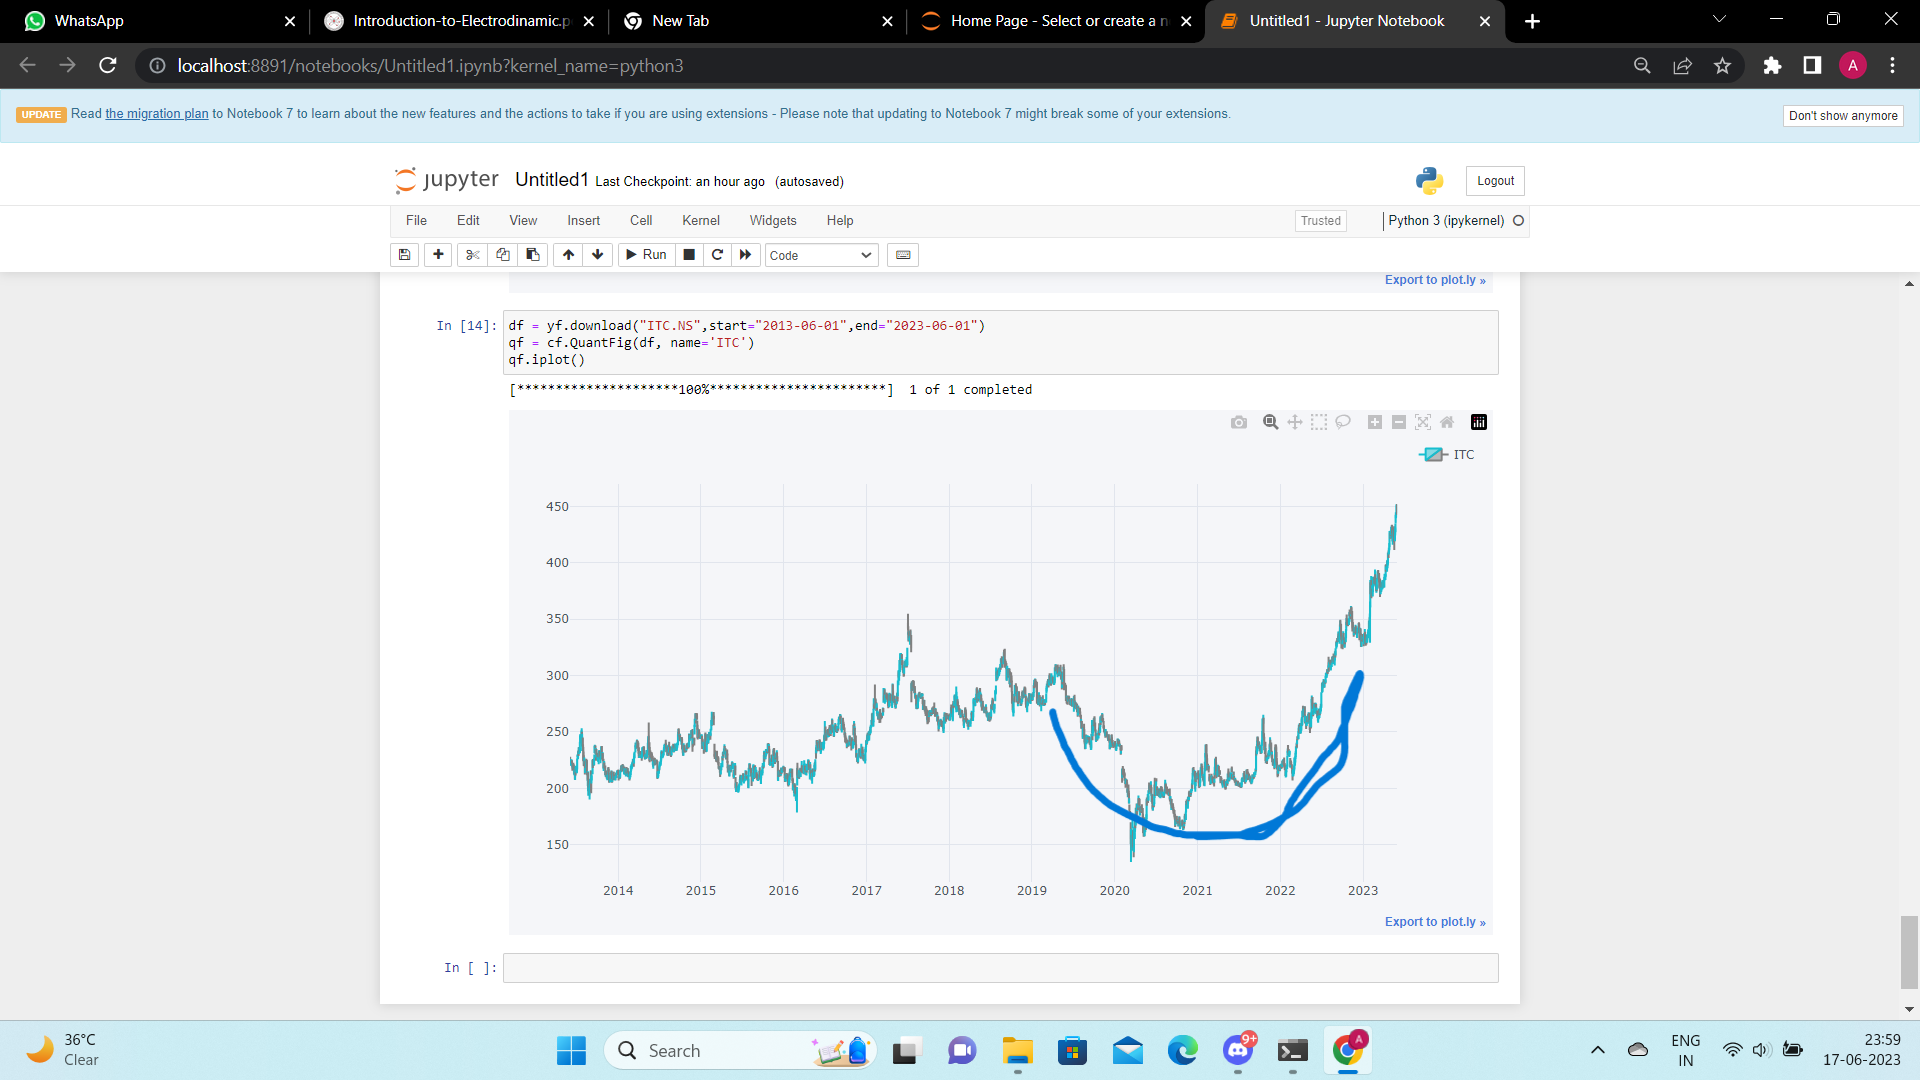 WhatsApp
Introduction-to-Electrodinamic.p
New Tab
Home Page - Select or create a n
Untitled1 - Jupyter Notebook
localhost:8891/notebooks/Untitled1.ipynb?kernel_name=python3
A
UPDATE Read the migration plan to Notebook 7 to learn about the new features and the actions to take if you are using extensions - Please note that updating to Notebook 7 might break some of your extensions.
Don't show anymore
jupyter Untitled1 Last Checkpoint: an hour ago (autosaved)
Logout
File Edit View Insert Cell Kernel Widgets Help
Trusted
Python 3 (ipykernel)
Run
Code
Export to plot.ly »
In [14]:
df = yf.download("ITC.NS",start="2013-06-01",end="2023-06-01")
qf = cf.QuantFig(df, name='ITC')
qf.iplot()
[*********************100%***********************]  1 of 1 completed
ITC
450
400
350
300
250
200
150
2014 2015 2016 2017 2018 2019 2020 2021 2022 2023
Export to plot.ly »
In [ ]:
36°C
Clear
Search
9+
A
ENG
IN
23:59
17-06-2023